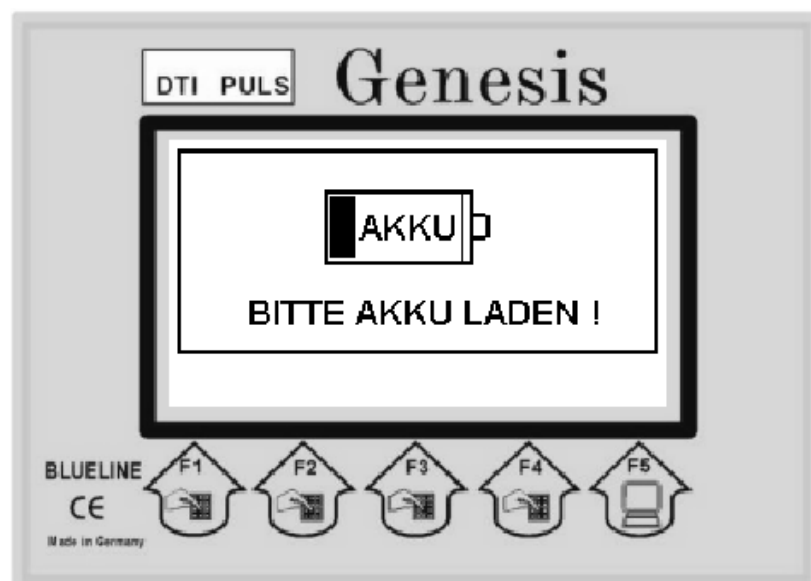 DTI PULS
Genesis
AKKU
BITTE AKKU LADEN !
F1 F2 F3 F4 F5
BLUELINE
CE
Made in Germany